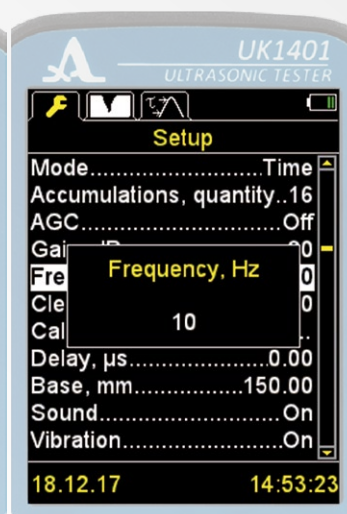 UK1401
ULTRASONIC TESTER
Setup
Mode............................Time
Accumulations, quantity..16
AGC................................Off
Frequency, Hz
10
Delay, µs......................0.00
Base, mm................150.00
Sound............................On
Vibration........................On
18.12.17 14:53:23